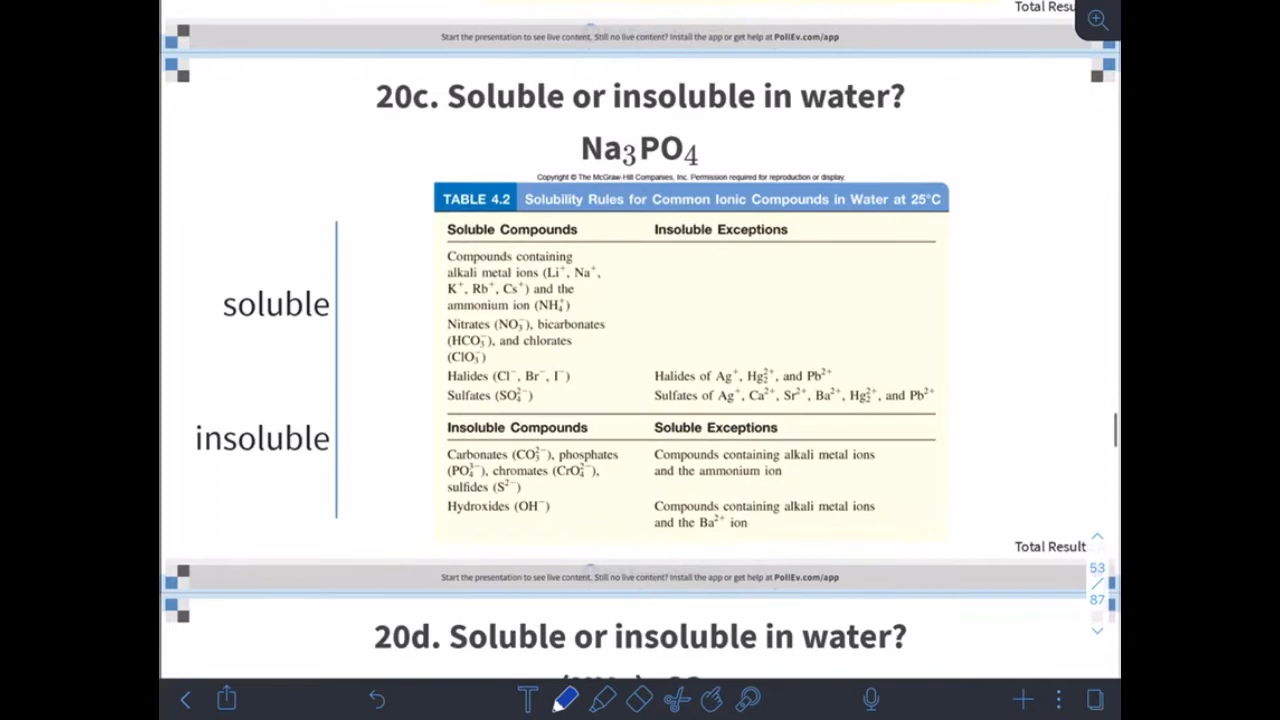 Total Resu
Start the presentation to see live content. Still no live content? Install the app or get help at PollEv.com/app
20c. Soluble or insoluble in water?
Na₃PO₄
Copyright © The McGraw-Hill Companies, Inc. Permission required for reproduction or display.
TABLE 4.2 Solubility Rules for Common Ionic Compounds in Water at 25°C
Soluble Compounds Insoluble Exceptions
Compounds containing
alkali metal ions (Li⁺, Na⁺,
K⁺, Rb⁺, Cs⁺) and the
ammonium ion (NH₄⁺)
Nitrates (NO₃⁻), bicarbonates
(HCO₃⁻), and chlorates
(ClO₃⁻)
Halides (Cl⁻, Br⁻, I⁻) Halides of Ag⁺, Hg₂²⁺, and Pb²⁺
Sulfates (SO₄²⁻) Sulfates of Ag⁺, Ca²⁺, Sr²⁺, Ba²⁺, Hg₂²⁺, and Pb²⁺
Insoluble Compounds Soluble Exceptions
Carbonates (CO₃²⁻), phosphates Compounds containing alkali metal ions
(PO₄³⁻), chromates (CrO₄²⁻), and the ammonium ion
sulfides (S²⁻)
Hydroxides (OH⁻) Compounds containing alkali metal ions
and the Ba²⁺ ion
soluble
insoluble
Total Result
53
/
87
Start the presentation to see live content. Still no live content? Install the app or get help at PollEv.com/app
20d. Soluble or insoluble in water?